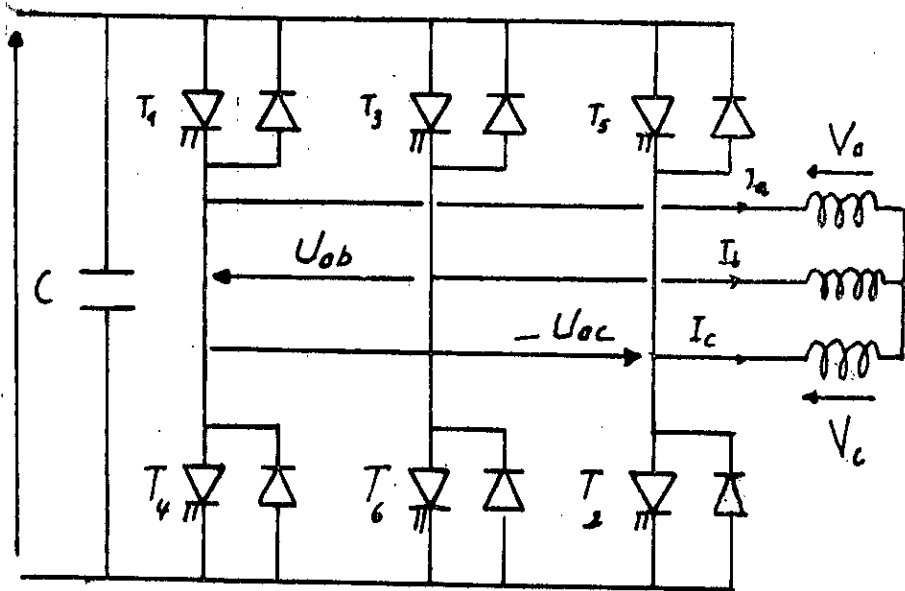 T1 T3 T5
Va
Ia
Uab Ib
C
– Uac Ic
Vc
T4 T6 T2